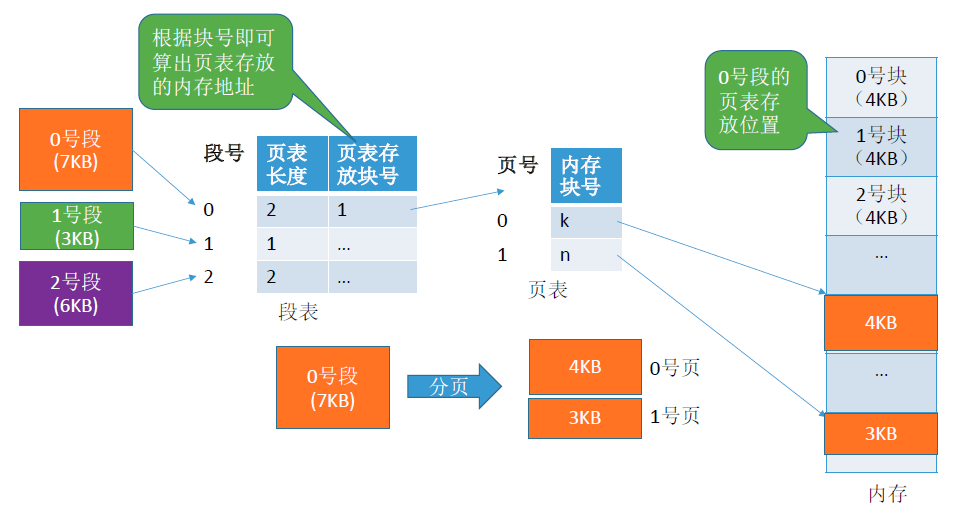 根据块号即可
算出页表存放
的内存地址
0号段的
页表存
放位置
0号段
(7KB)
1号段
(3KB)
2号段
(6KB)
段号
页表
长度
页表存
放块号
0
2
1
1
1
...
2
2
...
段表
页号
内存
块号
0
k
1
n
页表
0号块
（4KB）
1号块
（4KB）
2号块
（4KB）
...
4KB
...
3KB
内存
0号段
(7KB)
分页
4KB
0号页
3KB
1号页